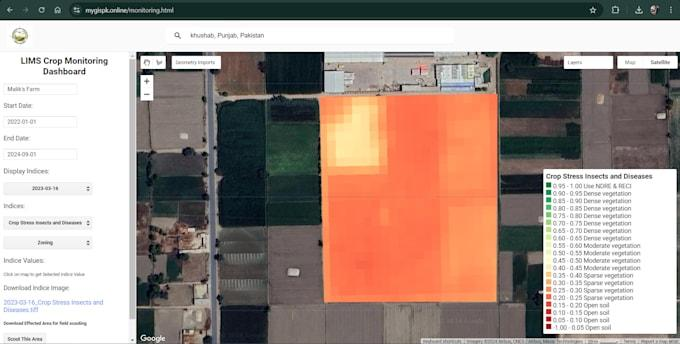 mygispk.online/monitoring.html
khushab, Punjab, Pakistan
LIMS Crop Monitoring
Dashboard
Malik's Farm
Start Date:
2022-01-01
End Date:
2024-09-01
Display Indices:
2023-03-16
Indices:
Crop Stress Insects and Diseases
Zoning
Indice Values:
Click on map to get Selected Indice Value
Download Indice Image:
2023-03-16_Crop Stress Insects and
Diseases.tiff
Download Effected Area for field scouting
Scout This Area
Geometry Imports
Layers
Map
Satellite
+
−
Crop Stress Insects and Diseases
0.95 - 1.00 Use NDRE & RECI
0.90 - 0.95 Dense vegetation
0.85 - 0.90 Dense vegetation
0.80 - 0.85 Dense vegetation
0.75 - 0.80 Dense vegetation
0.70 - 0.75 Dense vegetation
0.65 - 0.70 Dense vegetation
0.60 - 0.65 Dense vegetation
0.55 - 0.60 Moderate vegetation
0.50 - 0.55 Moderate vegetation
0.45 - 0.50 Moderate vegetation
0.40 - 0.45 Moderate vegetation
0.35 - 0.40 Sparse vegetation
0.30 - 0.35 Sparse vegetation
0.25 - 0.30 Sparse vegetation
0.20 - 0.25 Sparse vegetation
0.15 - 0.20 Open soil
0.10 - 0.15 Open soil
0.05 - 0.10 Open soil
-1.00 - 0.05 Open soil
Google
Keyboard shortcuts
Imagery ©2024 Airbus, CNES / Airbus, Maxar Technologies
Terms
Report a map error